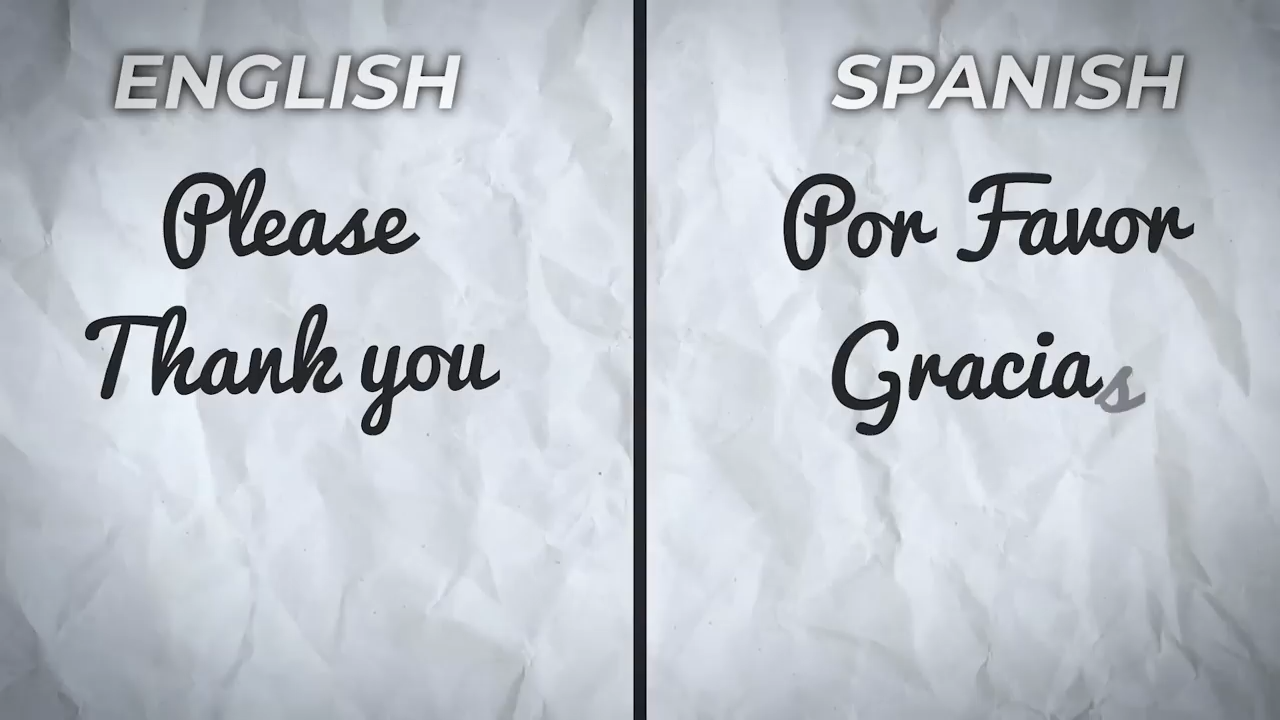 ENGLISH
Please
Thank you
SPANISH
Por Favor
Gracias